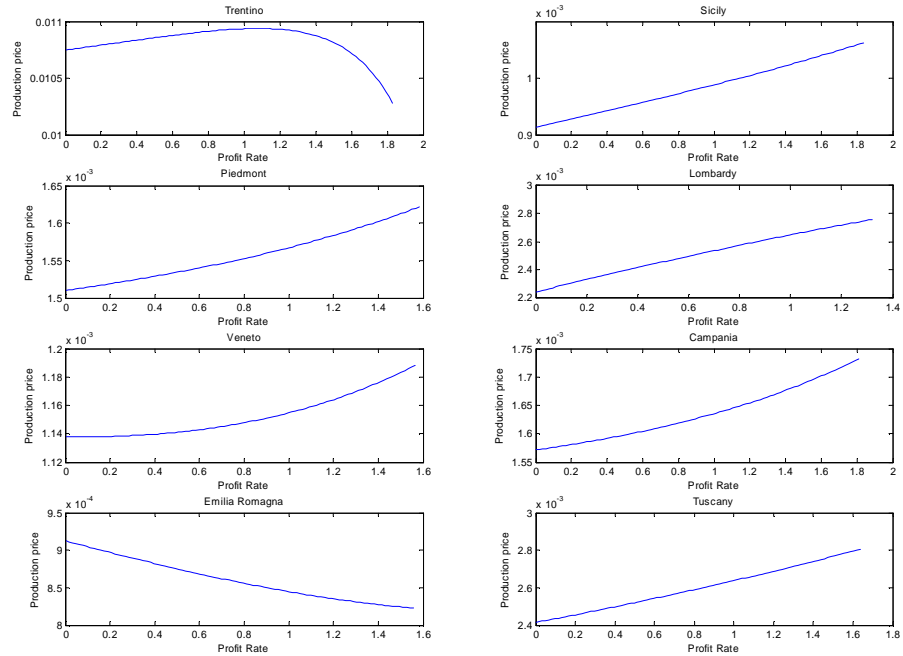 Trentino
0.011
0.0105
0.01
Production price
0 0.2 0.4 0.6 0.8 1 1.2 1.4 1.6 1.8 2
Profit Rate
Sicily
x 10-3
1
0.9
Production price
0 0.2 0.4 0.6 0.8 1 1.2 1.4 1.6 1.8 2
Profit Rate
Piedmont
x 10-3
1.65
1.6
1.55
1.5
Production price
0 0.2 0.4 0.6 0.8 1 1.2 1.4 1.6
Profit Rate
Lombardy
x 10-3
3
2.8
2.6
2.4
2.2
Production price
0 0.2 0.4 0.6 0.8 1 1.2 1.4
Profit Rate
Veneto
x 10-3
1.2
1.18
1.16
1.14
1.12
Production price
0 0.2 0.4 0.6 0.8 1 1.2 1.4 1.6
Profit Rate
Campania
x 10-3
1.75
1.7
1.65
1.6
1.55
Production price
0 0.2 0.4 0.6 0.8 1 1.2 1.4 1.6 1.8 2
Profit Rate
Emilia Romagna
x 10-4
9.5
9
8.5
8
Production price
0 0.2 0.4 0.6 0.8 1 1.2 1.4 1.6
Profit Rate
Tuscany
x 10-3
3
2.8
2.6
2.4
Production price
0 0.2 0.4 0.6 0.8 1 1.2 1.4 1.6 1.8
Profit Rate